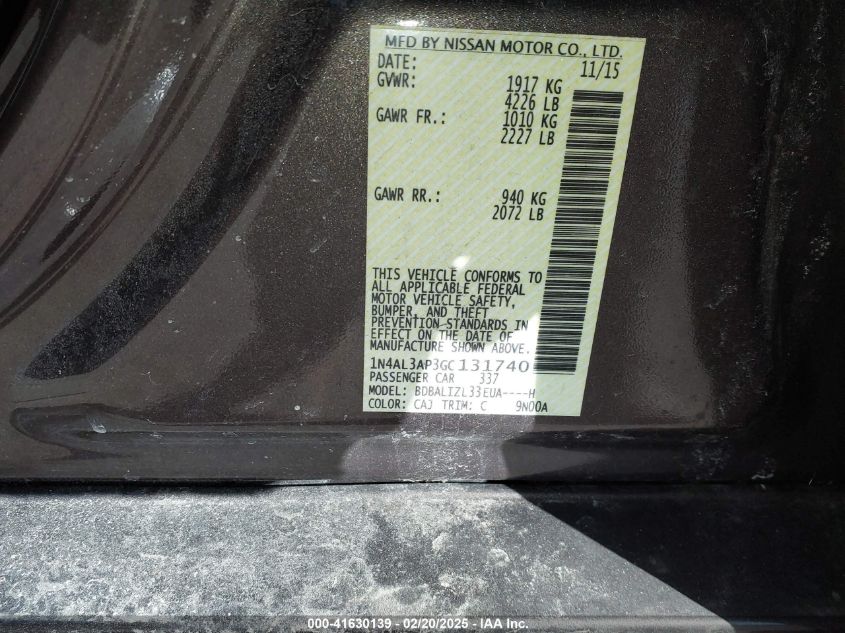 MFD BY NISSAN MOTOR CO., LTD.
DATE: 11/15
GVWR: 1917 KG
4226 LB
GAWR FR.: 1010 KG
2227 LB
GAWR RR.: 940 KG
2072 LB
THIS VEHICLE CONFORMS TO
ALL APPLICABLE FEDERAL
MOTOR VEHICLE SAFETY,
BUMPER, AND THEFT
PREVENTION STANDARDS IN
EFFECT ON THE DATE OF
MANUFACTURE SHOWN ABOVE.
1N4AL3AP3GC131740
PASSENGER CAR 337
MODEL: BDBALIZL33EUA----H
COLOR: CAJ TRIM: C 9N00A
000-41630139 - 02/20/2025 - IAA Inc.